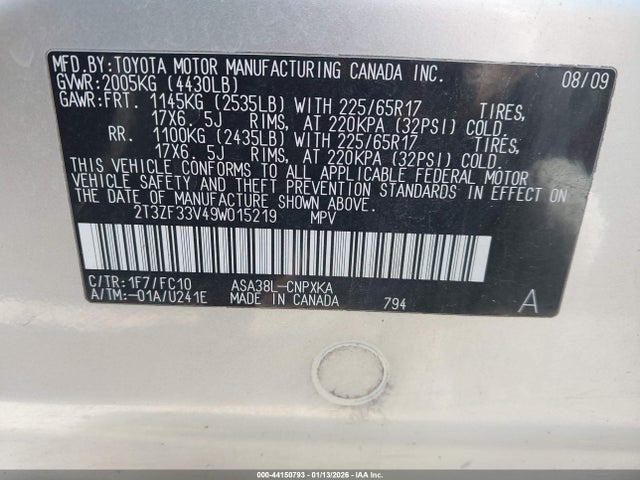 MFD.BY:TOYOTA MOTOR MANUFACTURING CANADA INC. 08/09
GVWR:2005KG (4430LB)
GAWR:FRT. 1145KG (2535LB) WITH 225/65R17 TIRES,
17X6. 5J RIMS, AT 220KPA (32PSI) COLD.
RR. 1100KG (2435LB) WITH 225/65R17 TIRES,
17X6. 5J RIMS, AT 220KPA (32PSI) COLD.
THIS VEHICLE CONFORMS TO ALL APPLICABLE FEDERAL MOTOR
VEHICLE SAFETY AND THEFT PREVENTION STANDARDS IN EFFECT ON
THE DATE OF MANUFACTURE SHOWN ABOVE.
2T3ZF33V49W015219 MPV
C/TR:1F7/FC10 ASA38L-CNPXKA
A/TM:-01A/U241E MADE IN CANADA 794 A
000-44150793 - 01/13/2026 - IAA Inc.